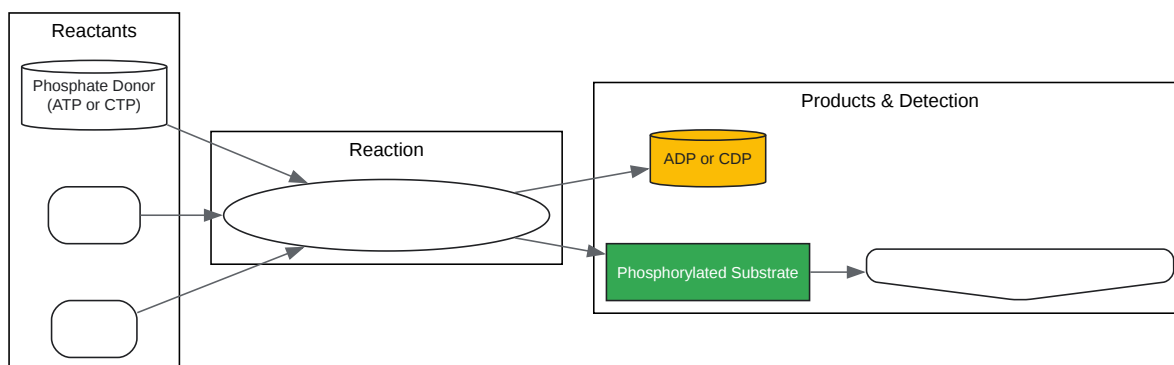 Reactants
Phosphate Donor
(ATP or CTP)
Reaction
Products & Detection
ADP or CDP
Phosphorylated Substrate